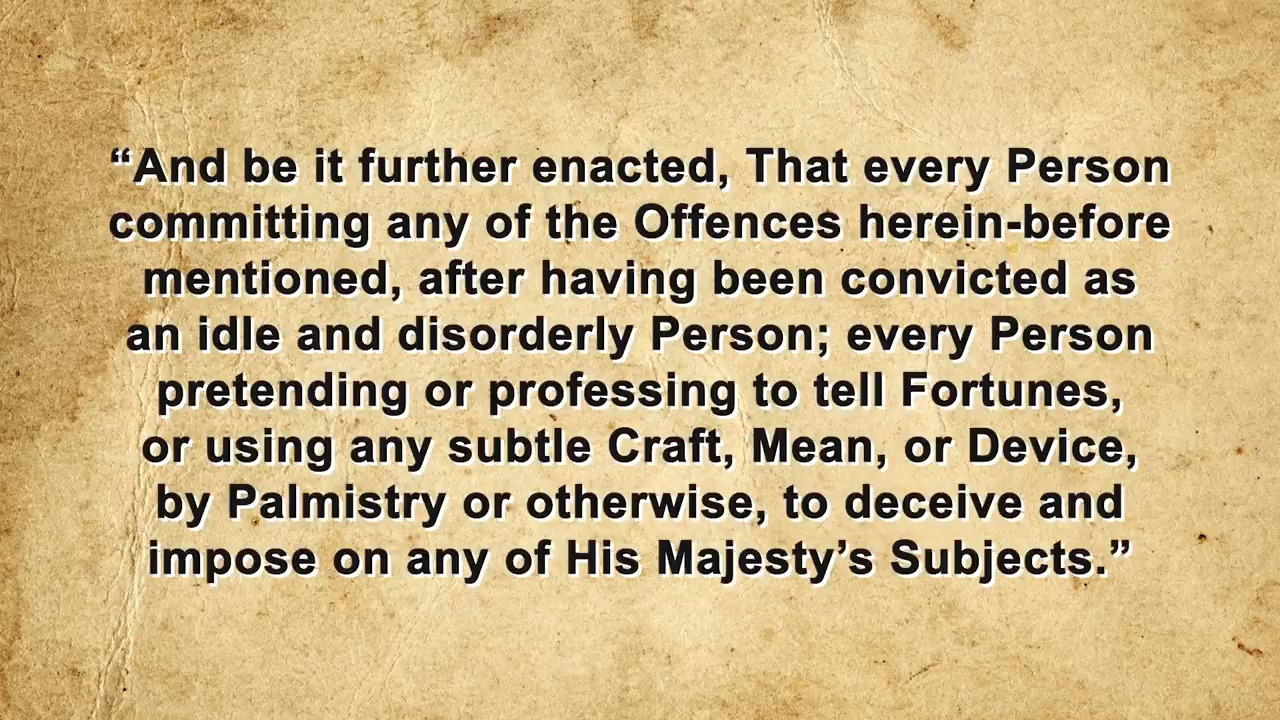 “And be it further enacted, That every Person
committing any of the Offences herein-before
mentioned, after having been convicted as
an idle and disorderly Person; every Person
pretending or professing to tell Fortunes,
or using any subtle Craft, Mean, or Device,
by Palmistry or otherwise, to deceive and
impose on any of His Majesty’s Subjects.”